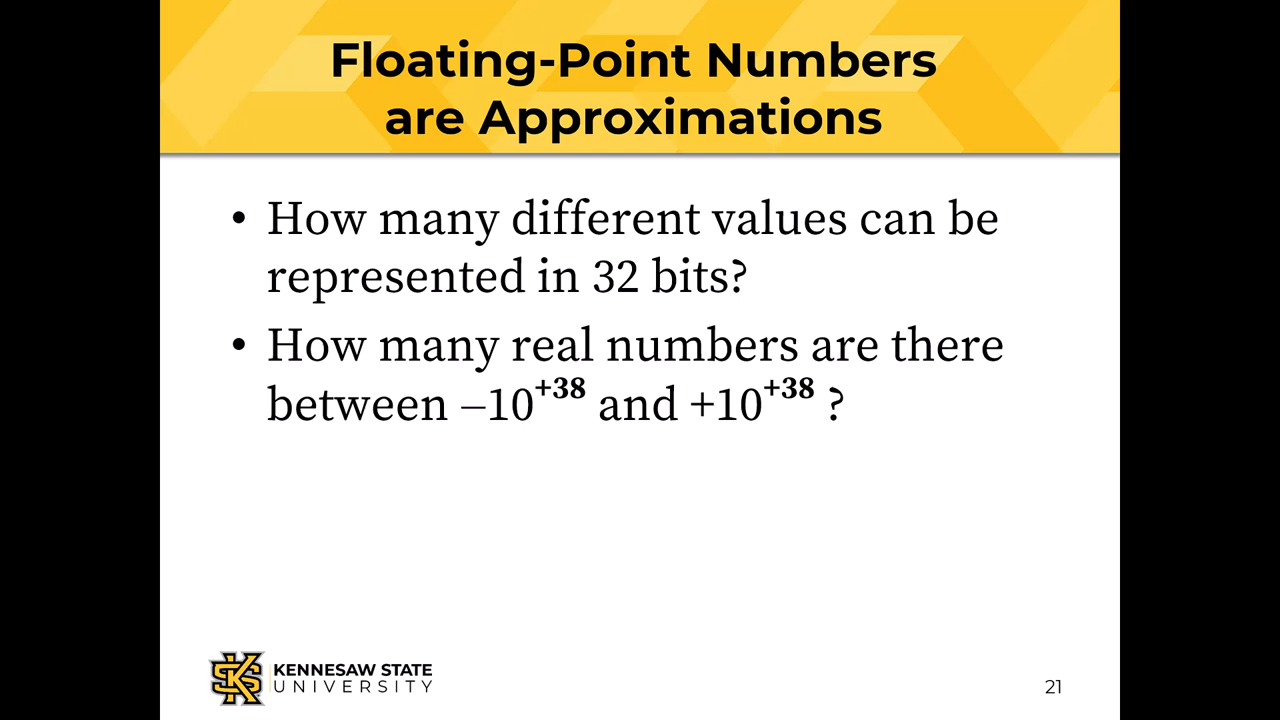 Floating-Point Numbers
are Approximations
• How many different values can be
represented in 32 bits?
• How many real numbers are there
between –10⁺³⁸ and +10⁺³⁸ ?
KENNESAW STATE
UNIVERSITY
21